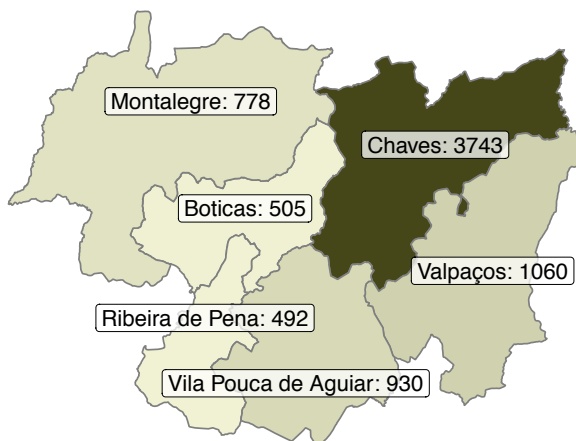 Montalegre: 778
Chaves: 3743
Boticas: 505
Valpaços: 1060
Ribeira de Pena: 492
Vila Pouca de Aguiar: 930